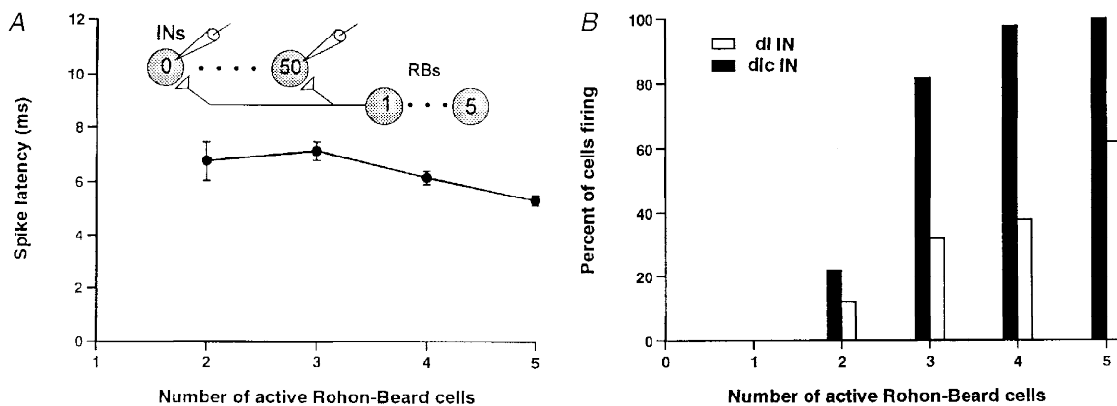 A
12
10
8
6
4
2
0
Spike latency (ms)
INs
0
50
RBs
1
5
1
2
3
4
5
Number of active Rohon-Beard cells
B
100
80
60
40
20
0
Percent of cells firing
dl IN
dlc IN
0
1
2
3
4
5
Number of active Rohon-Beard cells